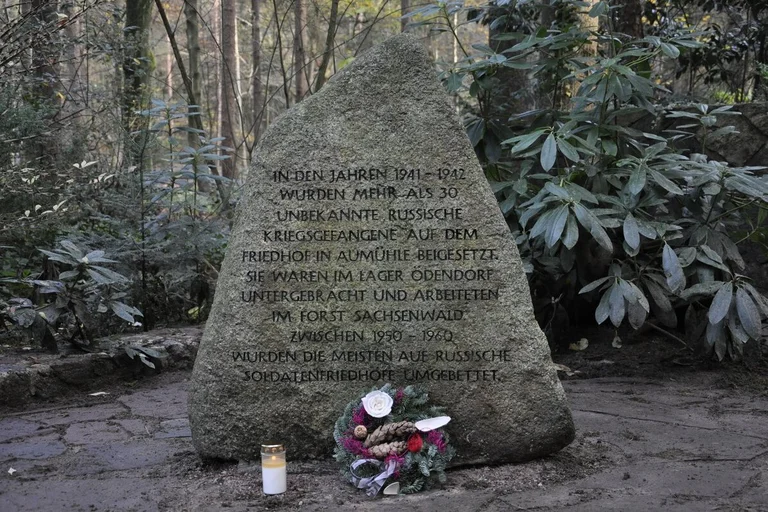 IN DEN JAHREN 1941 – 1942
WURDEN MEHR ALS 30
UNBEKANNTE RUSSISCHE
KRIEGSGEFANGENE AUF DEM
FRIEDHOF IN AUMÜHLE BEIGESETZT.
SIE WAREN IM LAGER ÖDENDORF
UNTERGEBRACHT UND ARBEITETEN
IM FORST SACHSENWALD.
ZWISCHEN 1950 – 1960
WURDEN DIE MEISTEN AUF RUSSISCHE
SOLDATENFRIEDHÖFE UMGEBETTET.